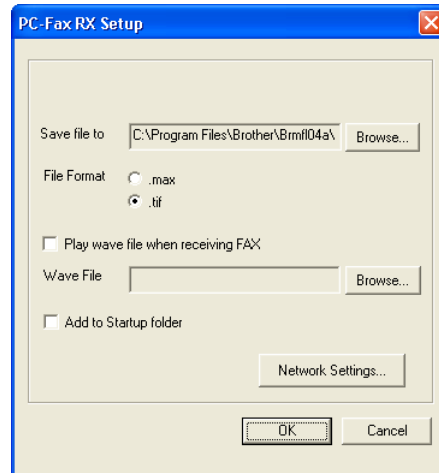 PC-Fax RX Setup
Save file to C:\Program Files\Brother\Brmfl04a\ Browse...
File Format .max
.tif
Play wave file when receiving FAX
Wave File Browse...
Add to Startup folder
Network Settings...
OK Cancel